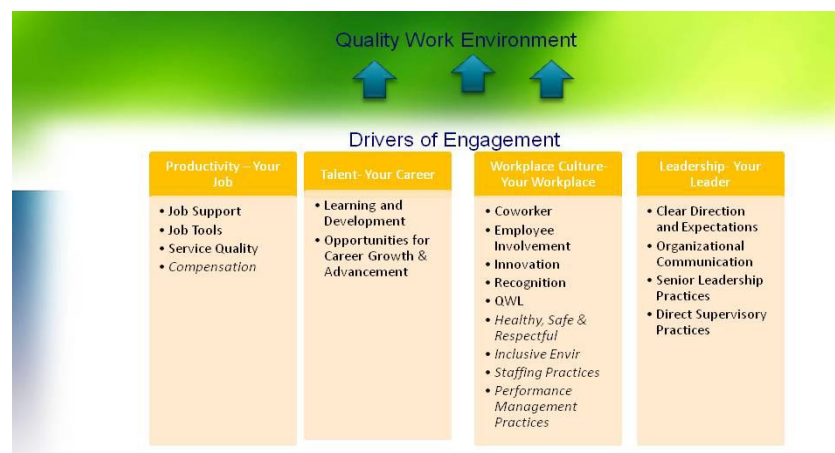 Quality Work Environment
Drivers of Engagement
Productivity – Your
Job
• Job Support
• Job Tools
• Service Quality
• Compensation
Talent- Your Career
• Learning and
Development
• Opportunities for
Career Growth &
Advancement
Workplace Culture-
Your Workplace
• Coworker
• Employee
Involvement
• Innovation
• Recognition
• QWL
• Healthy, Safe &
Respectful
• Inclusive Envir
• Staffing Practices
• Performance
Management
Practices
Leadership- Your
Leader
• Clear Direction
and Expectations
• Organizational
Communication
• Senior Leadership
Practices
• Direct Supervisory
Practices